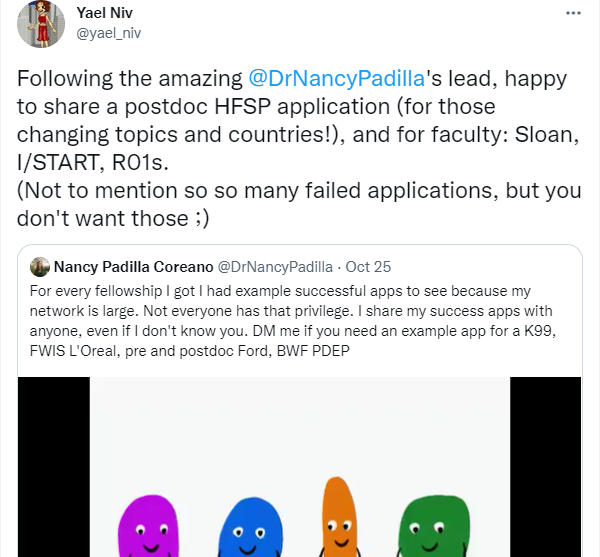 Yael Niv
@yael_niv
Following the amazing @DrNancyPadilla's lead, happy
to share a postdoc HFSP application (for those
changing topics and countries!), and for faculty: Sloan,
I/START, R01s.
(Not to mention so so many failed applications, but you
don't want those ;)
Nancy Padilla Coreano @DrNancyPadilla · Oct 25
For every fellowship I got I had example successful apps to see because my
network is large. Not everyone has that privilege. I share my success apps with
anyone, even if I don't know you. DM me if you need an example app for a K99,
FWIS L'Oreal, pre and postdoc Ford, BWF PDEP